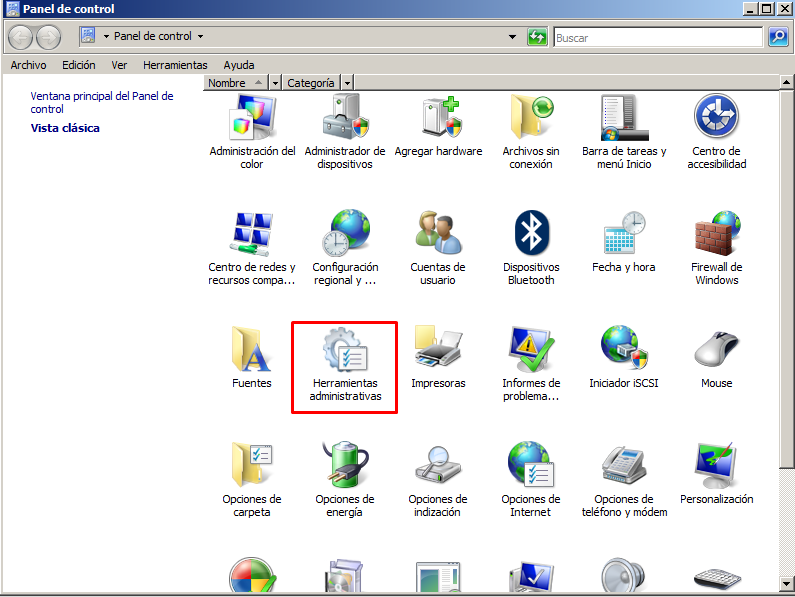 Panel de control
Panel de control
Buscar
Archivo Edición Ver Herramientas Ayuda
Ventana principal del Panel de
control
Vista clásica
Nombre Categoría
Administración del
color
Administrador de
dispositivos
Agregar hardware
Archivos sin
conexión
Barra de tareas y
menú Inicio
Centro de
accesibilidad
Centro de redes y
recursos compa...
Configuración
regional y ...
Cuentas de
usuario
Dispositivos
Bluetooth
Fecha y hora
Firewall de
Windows
Fuentes
Herramientas
administrativas
Impresoras
Informes de
problema...
Iniciador iSCSI
Mouse
Opciones de
carpeta
Opciones de
energía
Opciones de
indización
Opciones de
Internet
Opciones de
teléfono y módem
Personalización